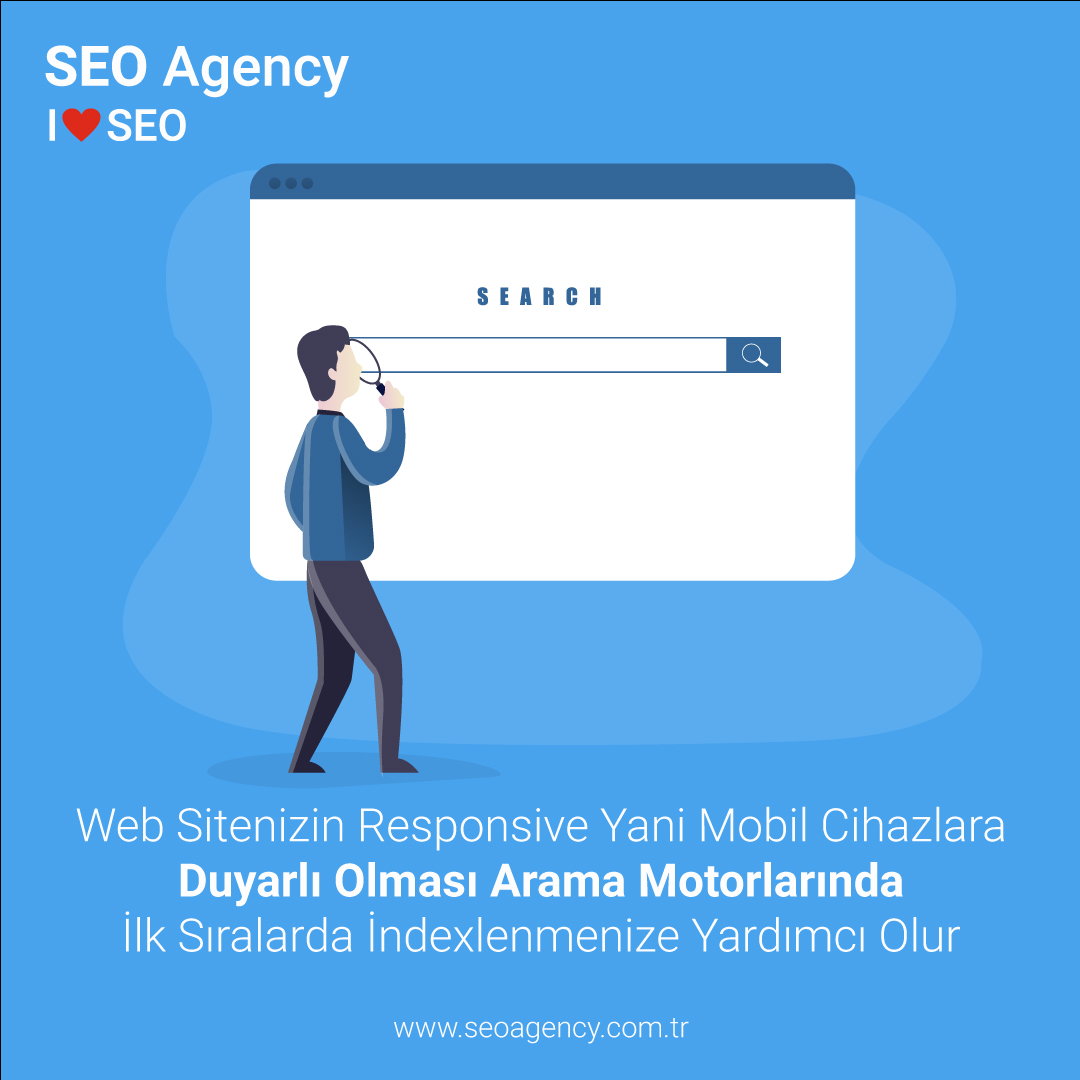 SEO Agency
I❤SEO
SEARCH
Web Sitenizin Responsive Yani Mobil Cihazlara
Duyarlı Olması Arama Motorlarında
İlk Sıralarda İndexlenmenize Yardımcı Olur
www.seoagency.com.tr